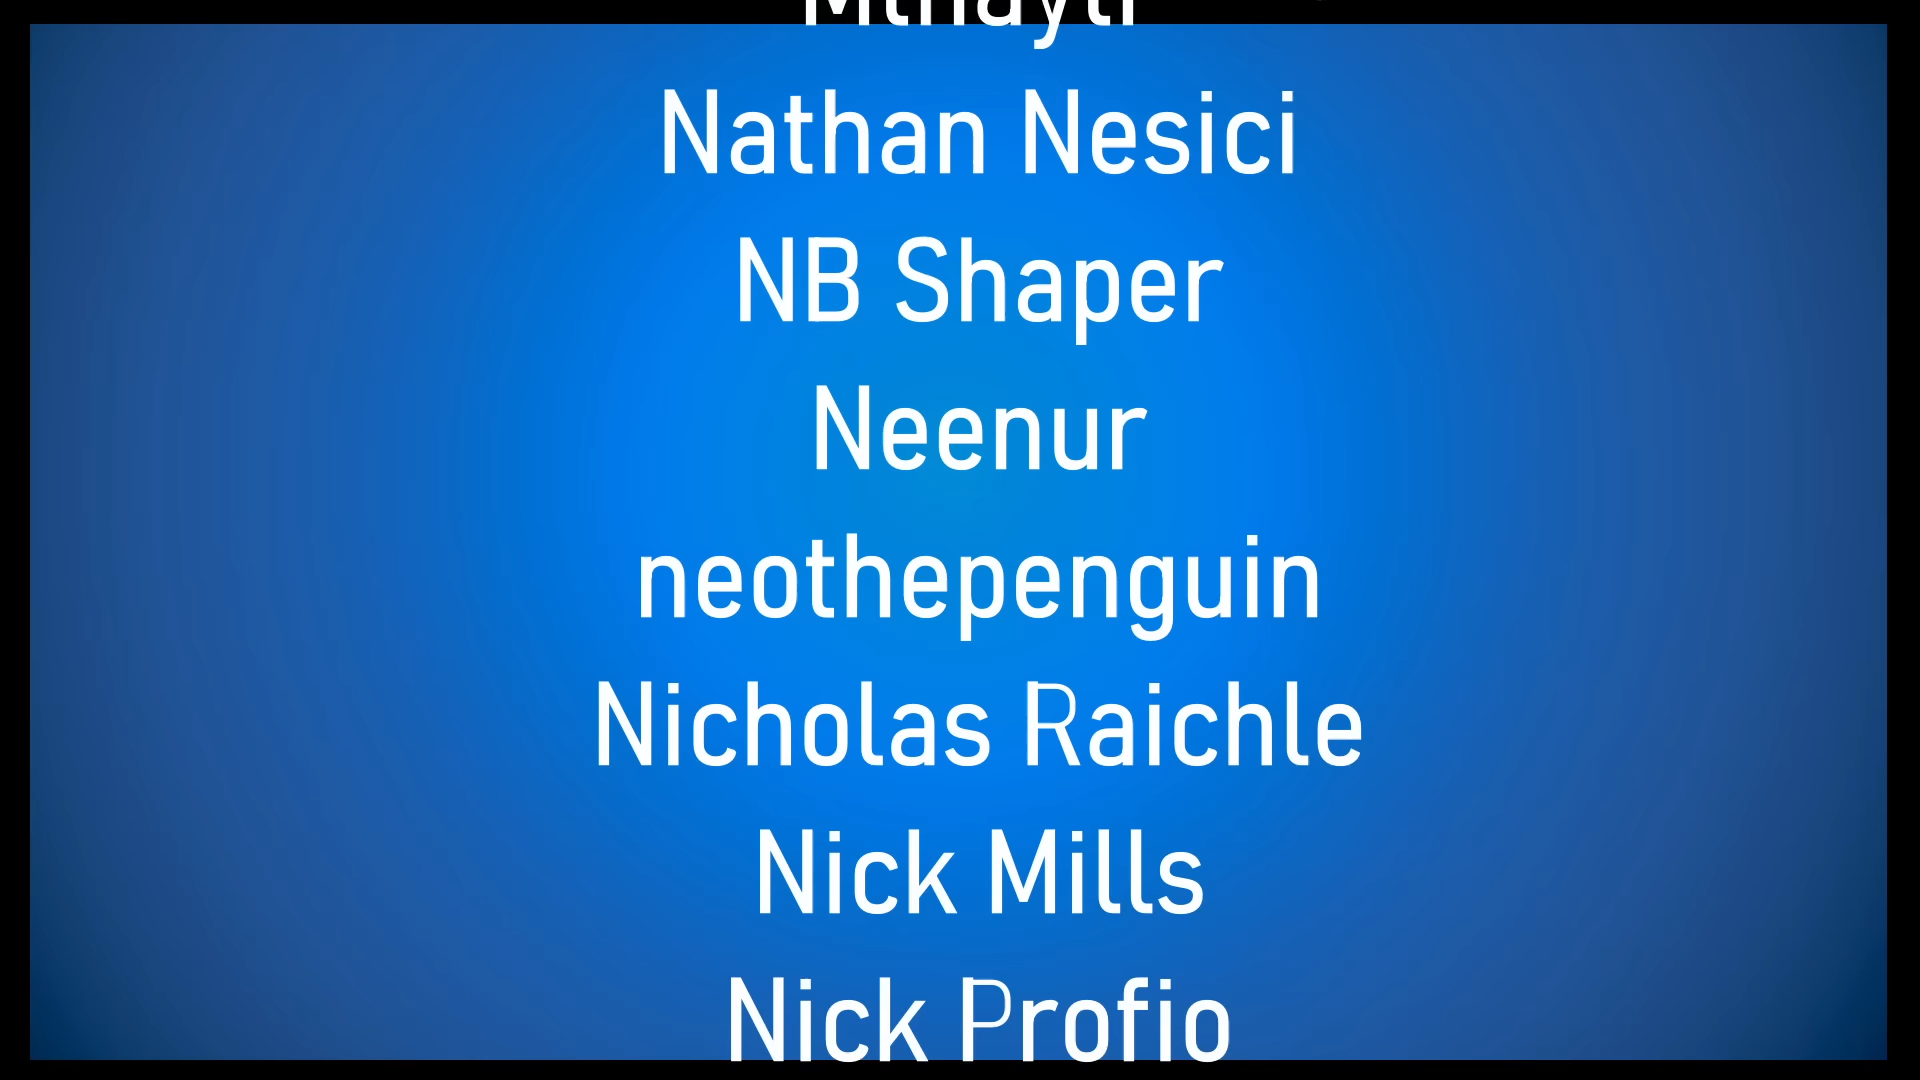 Nathan Nesici
NB Shaper
Neenur
neothepenguin
Nicholas Raichle
Nick Mills
Nick Profio